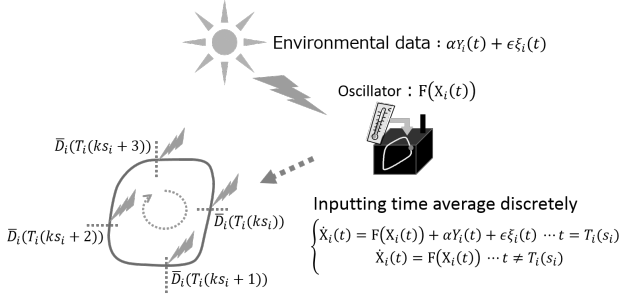 Environmental data : αY_i(t) + ϵξ_i(t)
Oscillator : F(X_i(t))
D̅_i(T_i(ks_i + 3))
D̅_i(T_i(ks_i))
D̅_i(T_i(ks_i + 2))
D̅_i(T_i(ks_i + 1))
Inputting time average discretely
{Ẋ_i(t) = F(X_i(t)) + αY_i(t) + ϵξ_i(t) ⋯ t = T_i(s_i)
Ẋ_i(t) = F(X_i(t)) ⋯ t ≠ T_i(s_i)